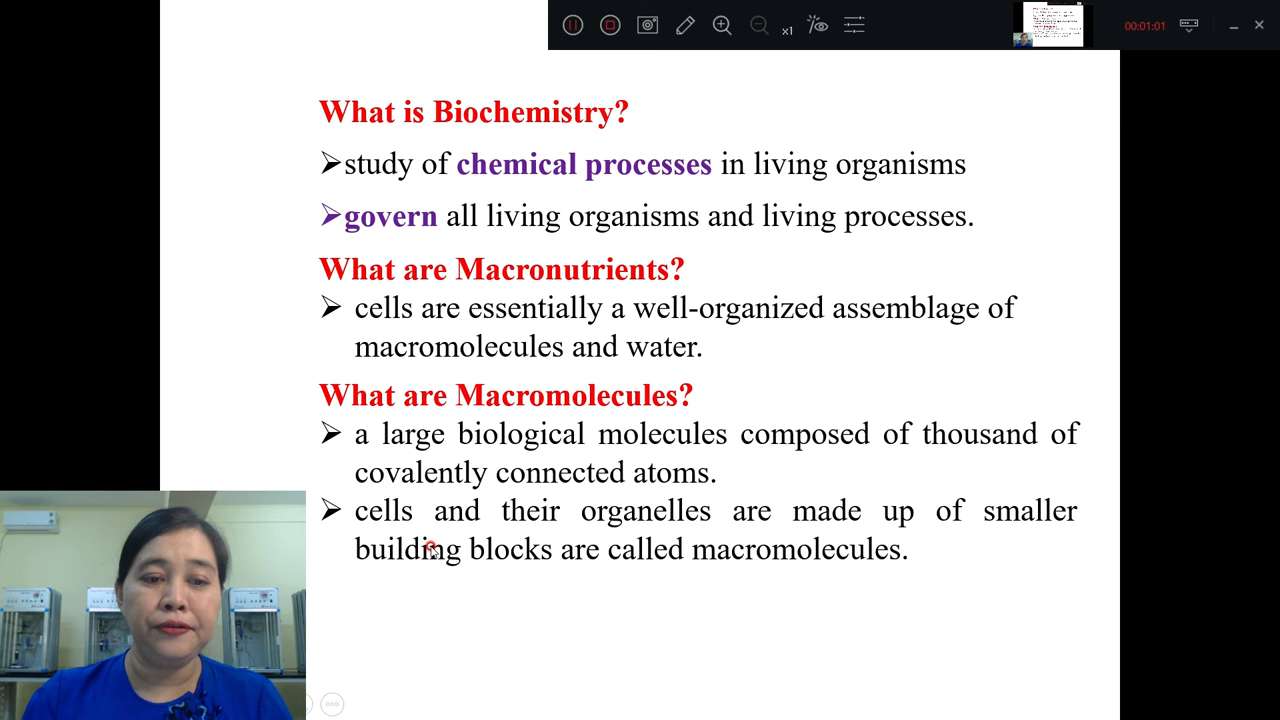 x1
00:01:01
What is Biochemistry?
➢study of chemical processes in living organisms
➢govern all living organisms and living processes.
What are Macronutrients?
➢ cells are essentially a well-organized assemblage of
macromolecules and water.
What are Macromolecules?
➢ a large biological molecules composed of thousand of
covalently connected atoms.
➢ cells and their organelles are made up of smaller
building blocks are called macromolecules.